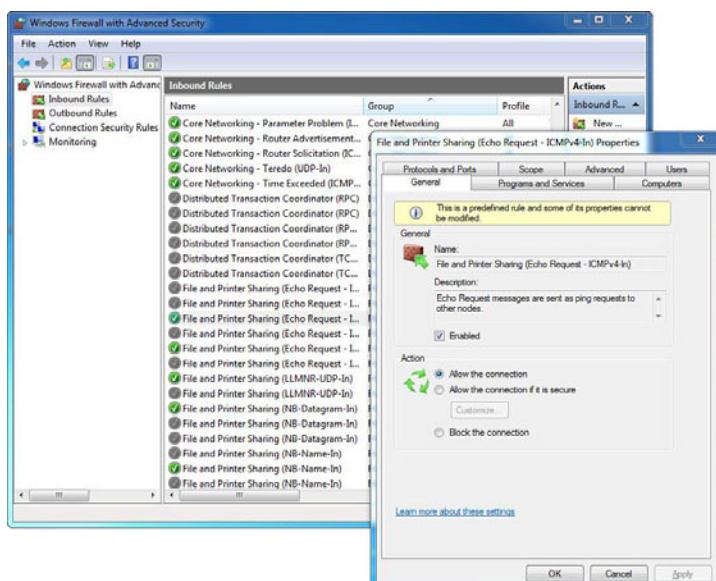 Windows Firewall with Advanced Security
File Action View Help
Windows Firewall with Advanc
Inbound Rules
Outbound Rules
Connection Security Rules
Monitoring
Inbound Rules
Name Group Profile
Core Networking - Parameter Problem (I... Core Networking All
Core Networking - Router Advertisement...
Core Networking - Router Solicitation (IC...
Core Networking - Teredo (UDP-In)
Core Networking - Time Exceeded (ICMP...
Distributed Transaction Coordinator (RPC)
Distributed Transaction Coordinator (RPC)
Distributed Transaction Coordinator (RP...
Distributed Transaction Coordinator (RP...
Distributed Transaction Coordinator (TC...
Distributed Transaction Coordinator (TC...
File and Printer Sharing (Echo Request - I...
File and Printer Sharing (Echo Request - I...
File and Printer Sharing (Echo Request - I...
File and Printer Sharing (Echo Request - I...
File and Printer Sharing (Echo Request - I...
File and Printer Sharing (Echo Request - I...
File and Printer Sharing (LLMNR-UDP-In)
File and Printer Sharing (LLMNR-UDP-In)
File and Printer Sharing (NB-Datagram-In)
File and Printer Sharing (NB-Datagram-In)
File and Printer Sharing (NB-Datagram-In)
File and Printer Sharing (NB-Name-In)
File and Printer Sharing (NB-Name-In)
File and Printer Sharing (NB-Name-In)
Actions
Inbound R...
New ...
File and Printer Sharing (Echo Request - ICMPv4-In) Properties
Protocols and Ports Scope Advanced Users
General Programs and Services Computers
This is a predefined rule and some of its properties cannot
be modified.
General
Name:
File and Printer Sharing (Echo Request - ICMPv4-In)
Description:
Echo Request messages are sent as ping requests to
other nodes.
Enabled
Action
Allow the connection
Allow the connection if it is secure
Customize...
Block the connection
Learn more about these settings
OK Cancel Apply